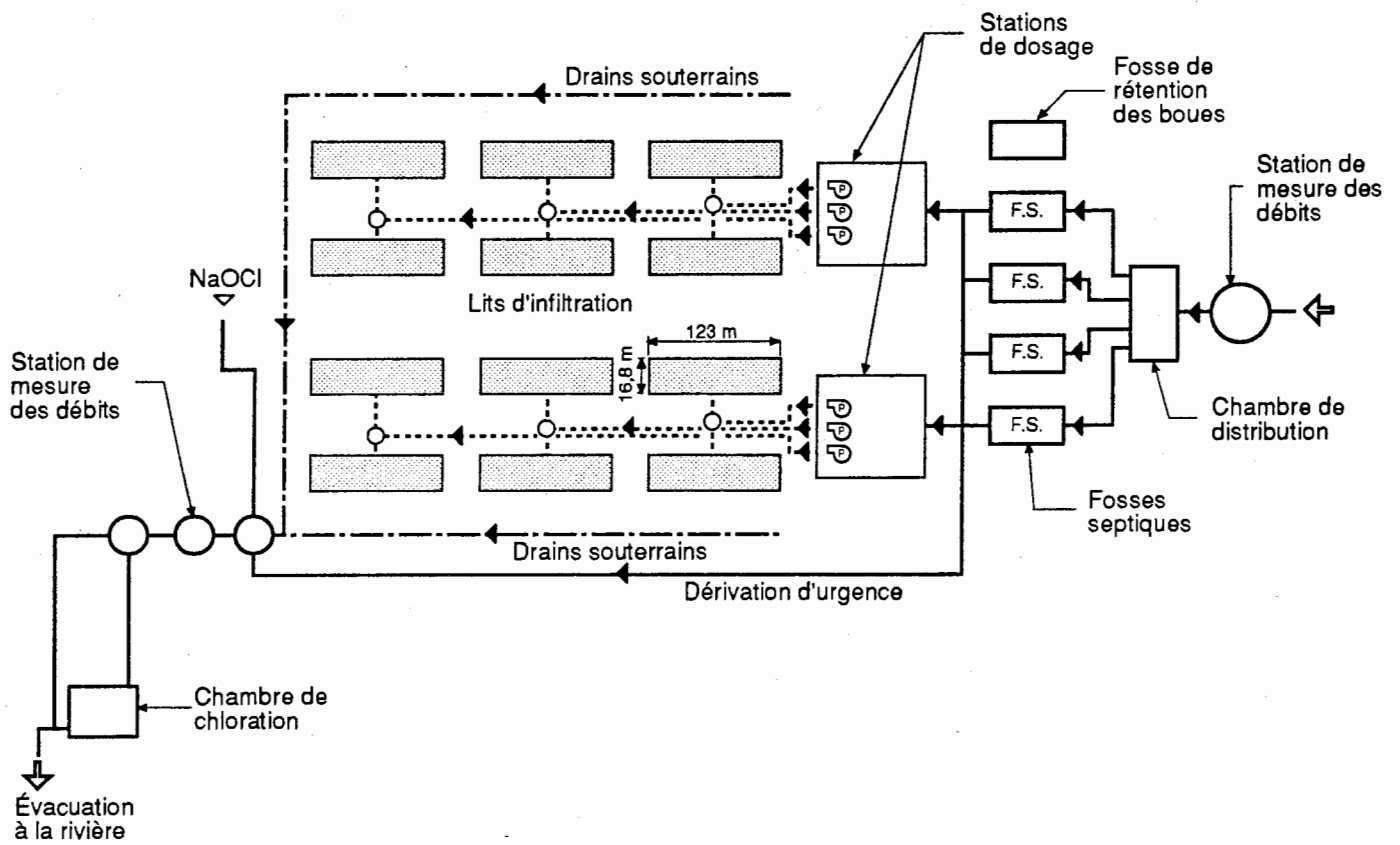 Stations
de dosage
Drains souterrains
Fosse de
rétention
des boues
Station de
mesure des
débits
P
P
P
F.S.
F.S.
F.S.
F.S.
NaOCl
Lits d'infiltration
123 m
16,8 m
Station de
mesure
des débits
P
P
P
Chambre de
distribution
Fosses
septiques
Drains souterrains
Dérivation d'urgence
Chambre de
chloration
Évacuation
à la rivière